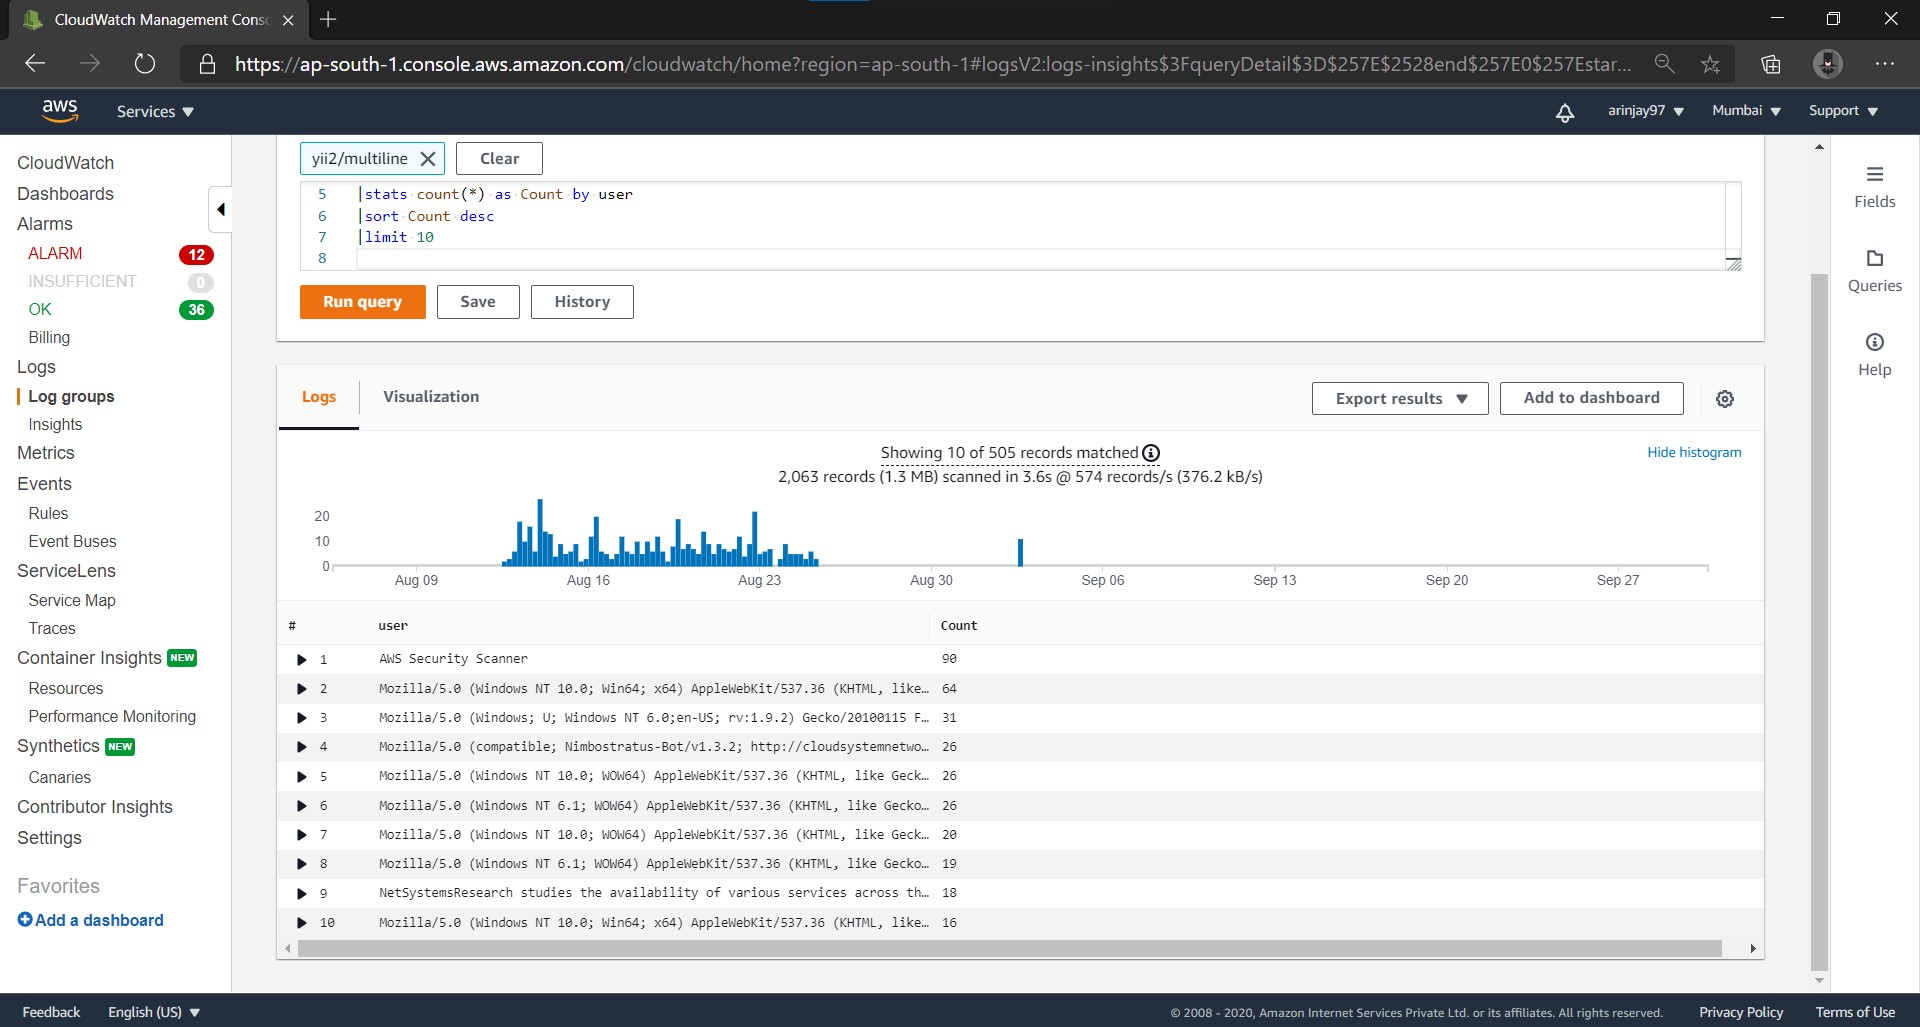 CloudWatch Management Cons
https://ap-south-1.console.aws.amazon.com/cloudwatch/home?region=ap-south-1#logsV2:logs-insights$3FqueryDetail$3D$257E$2528end$257E0$257Estar...
aws
Services
arinjay97
Mumbai
Support
CloudWatch
Dashboards
Alarms
ALARM 12
INSUFFICIENT 0
OK 36
Billing
Logs
Log groups
Insights
Metrics
Events
Rules
Event Buses
ServiceLens
Service Map
Traces
Container Insights NEW
Resources
Performance Monitoring
Synthetics NEW
Canaries
Contributor Insights
Settings
Favorites
Add a dashboard
yii2/multiline
Clear
5 |stats count(*) as Count by user
6 |sort Count desc
7 |limit 10
8
Run query
Save
History
Logs
Visualization
Export results
Add to dashboard
Showing 10 of 505 records matched
Hide histogram
2,063 records (1.3 MB) scanned in 3.6s @ 574 records/s (376.2 kB/s)
20
10
0
Aug 09 Aug 16 Aug 23 Aug 30 Sep 06 Sep 13 Sep 20 Sep 27
# user Count
1 AWS Security Scanner 90
2 Mozilla/5.0 (Windows NT 10.0; Win64; x64) AppleWebKit/537.36 (KHTML, like… 64
3 Mozilla/5.0 (Windows; U; Windows NT 6.0;en-US; rv:1.9.2) Gecko/20100115 F… 31
4 Mozilla/5.0 (compatible; Nimbostratus-Bot/v1.3.2; http://cloudsystemnetwo… 26
5 Mozilla/5.0 (Windows NT 10.0; WOW64) AppleWebKit/537.36 (KHTML, like Geck… 26
6 Mozilla/5.0 (Windows NT 6.1; WOW64) AppleWebKit/537.36 (KHTML, like Gecko… 26
7 Mozilla/5.0 (Windows NT 10.0; WOW64) AppleWebKit/537.36 (KHTML, like Geck… 20
8 Mozilla/5.0 (Windows NT 6.1; WOW64) AppleWebKit/537.36 (KHTML, like Gecko… 19
9 NetSystemsResearch studies the availability of various services across th… 18
10 Mozilla/5.0 (Windows NT 10.0; Win64; x64) AppleWebKit/537.36 (KHTML, like… 16
Fields
Queries
Help
Feedback
English (US)
© 2008 - 2020, Amazon Internet Services Private Ltd. or its affiliates. All rights reserved.
Privacy Policy
Terms of Use